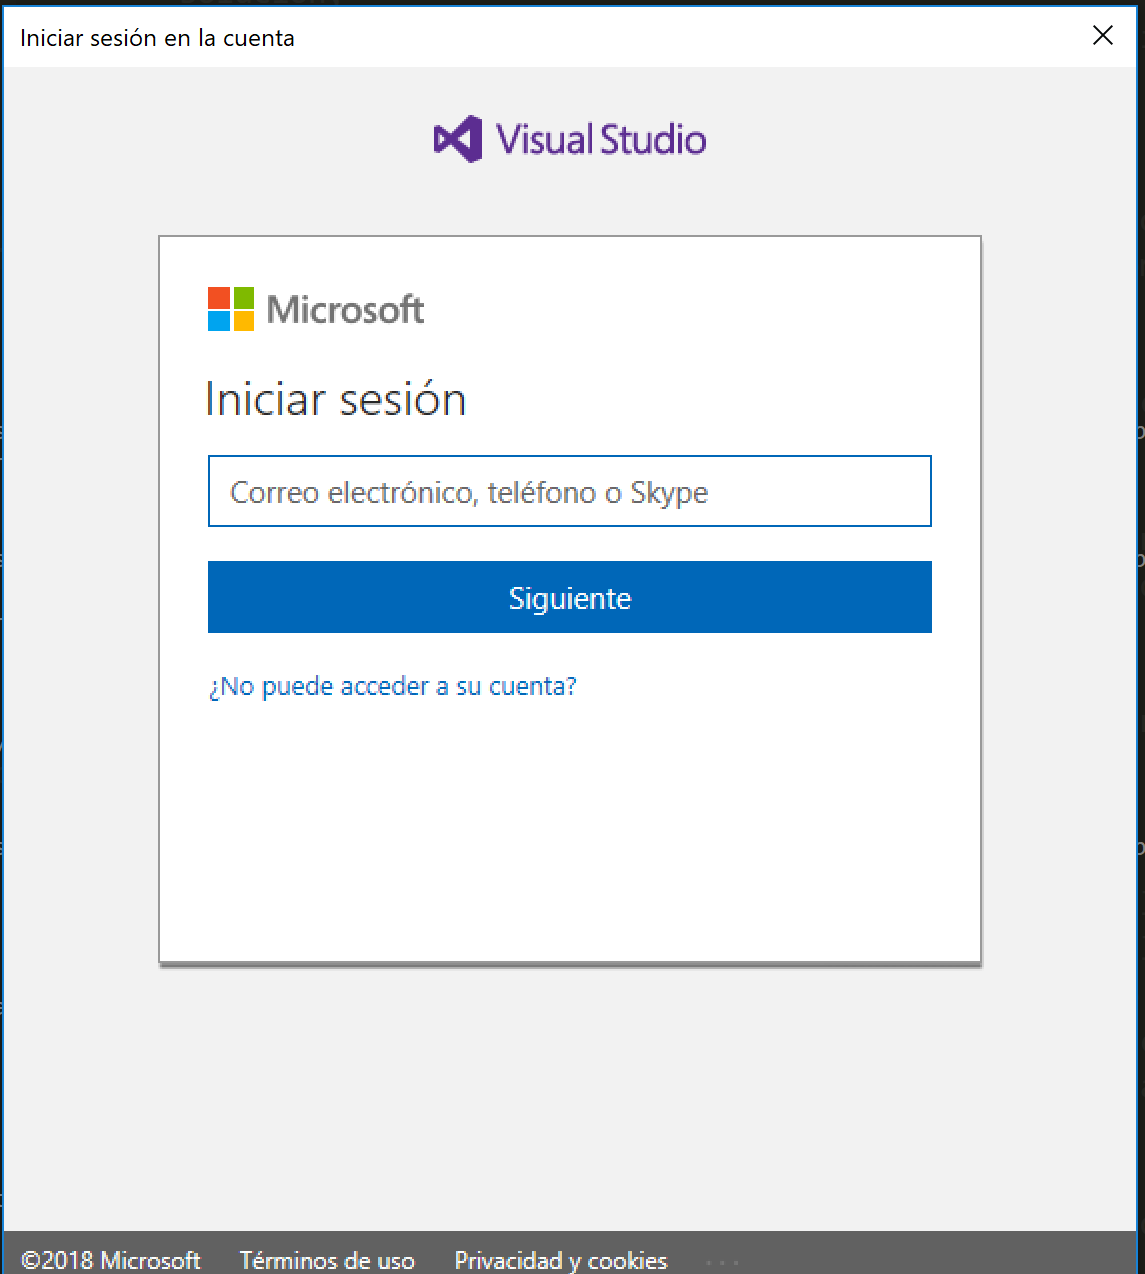 Iniciar sesión en la cuenta
Visual Studio
Microsoft
Iniciar sesión
Correo electrónico, teléfono o Skype
Siguiente
¿No puede acceder a su cuenta?
©2018 Microsoft Términos de uso Privacidad y cookies ...